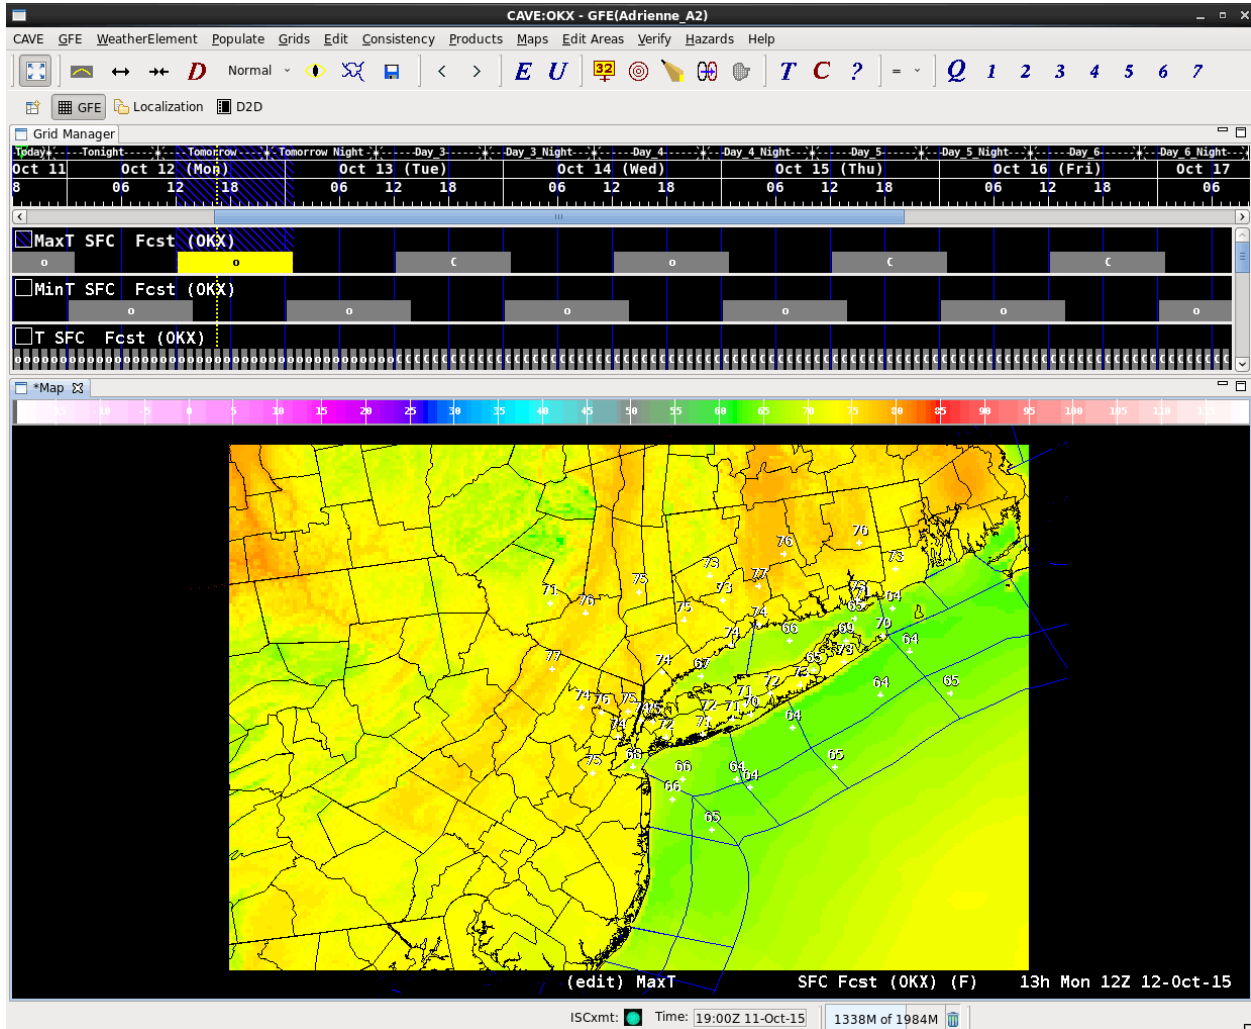 CAVE:OKX - GFE(Adrienne_A2)
CAVE GFE WeatherElement Populate Grids Edit Consistency Products Maps Edit Areas Verify Hazards Help
D Normal < > E U 32 T C ? = Q 1 2 3 4 5 6 7
GFE Localization D2D
Grid Manager
Today Tonight Tomorrow Tomorrow Night Day_3 Day_3_Night Day_4 Day_4_Night Day_5 Day_5_Night Day_6 Day_6_Night
Oct 11 Oct 12 (Mon) Oct 13 (Tue) Oct 14 (Wed) Oct 15 (Thu) Oct 16 (Fri) Oct 17
8 06 12 18 06 12 18 06 12 18 06 12 18 06 12 18 06
MaxT SFC Fcst (OKX)
o o C o C C
MinT SFC Fcst (OKX)
o o o o o o
T SFC Fcst (OKX)
*Map
-15 -10 -5 0 5 10 15 20 25 30 35 40 45 50 55 60 65 70 75 80 85 90 95 100 105 110 115
76 76
73
73 77
75 73
71 76 75 74 64
74 66 65
70
69 64
77 74 67 65 73
72 73 64 65
74 76 75 71 70
72 71 64
74 72 71
75 68 66 64 64 65
66
65
(edit) MaxT SFC Fcst (OKX) (F) 13h Mon 12Z 12-Oct-15
ISCxmt: Time: 19:00Z 11-Oct-15 1338M of 1984M